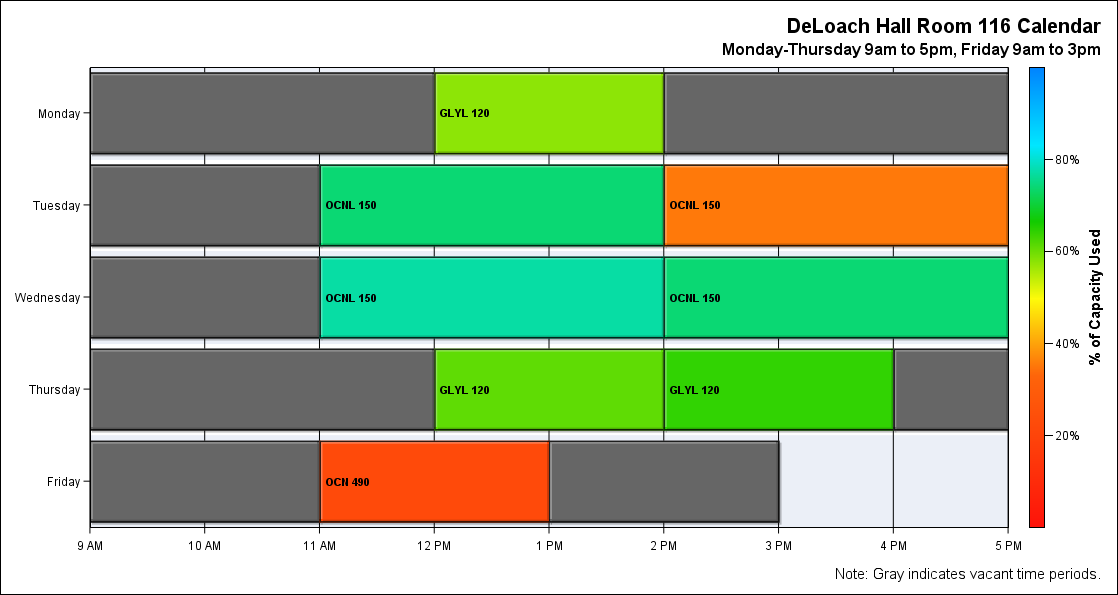 DeLoach Hall Room 116 Calendar
Monday-Thursday 9am to 5pm, Friday 9am to 3pm
Monday
GLYL 120
Tuesday
OCNL 150
OCNL 150
Wednesday
OCNL 150
OCNL 150
Thursday
GLYL 120
GLYL 120
Friday
OCN 490
9 AM
10 AM
11 AM
12 PM
1 PM
2 PM
3 PM
4 PM
5 PM
80%
60%
40%
20%
% of Capacity Used
Note: Gray indicates vacant time periods.